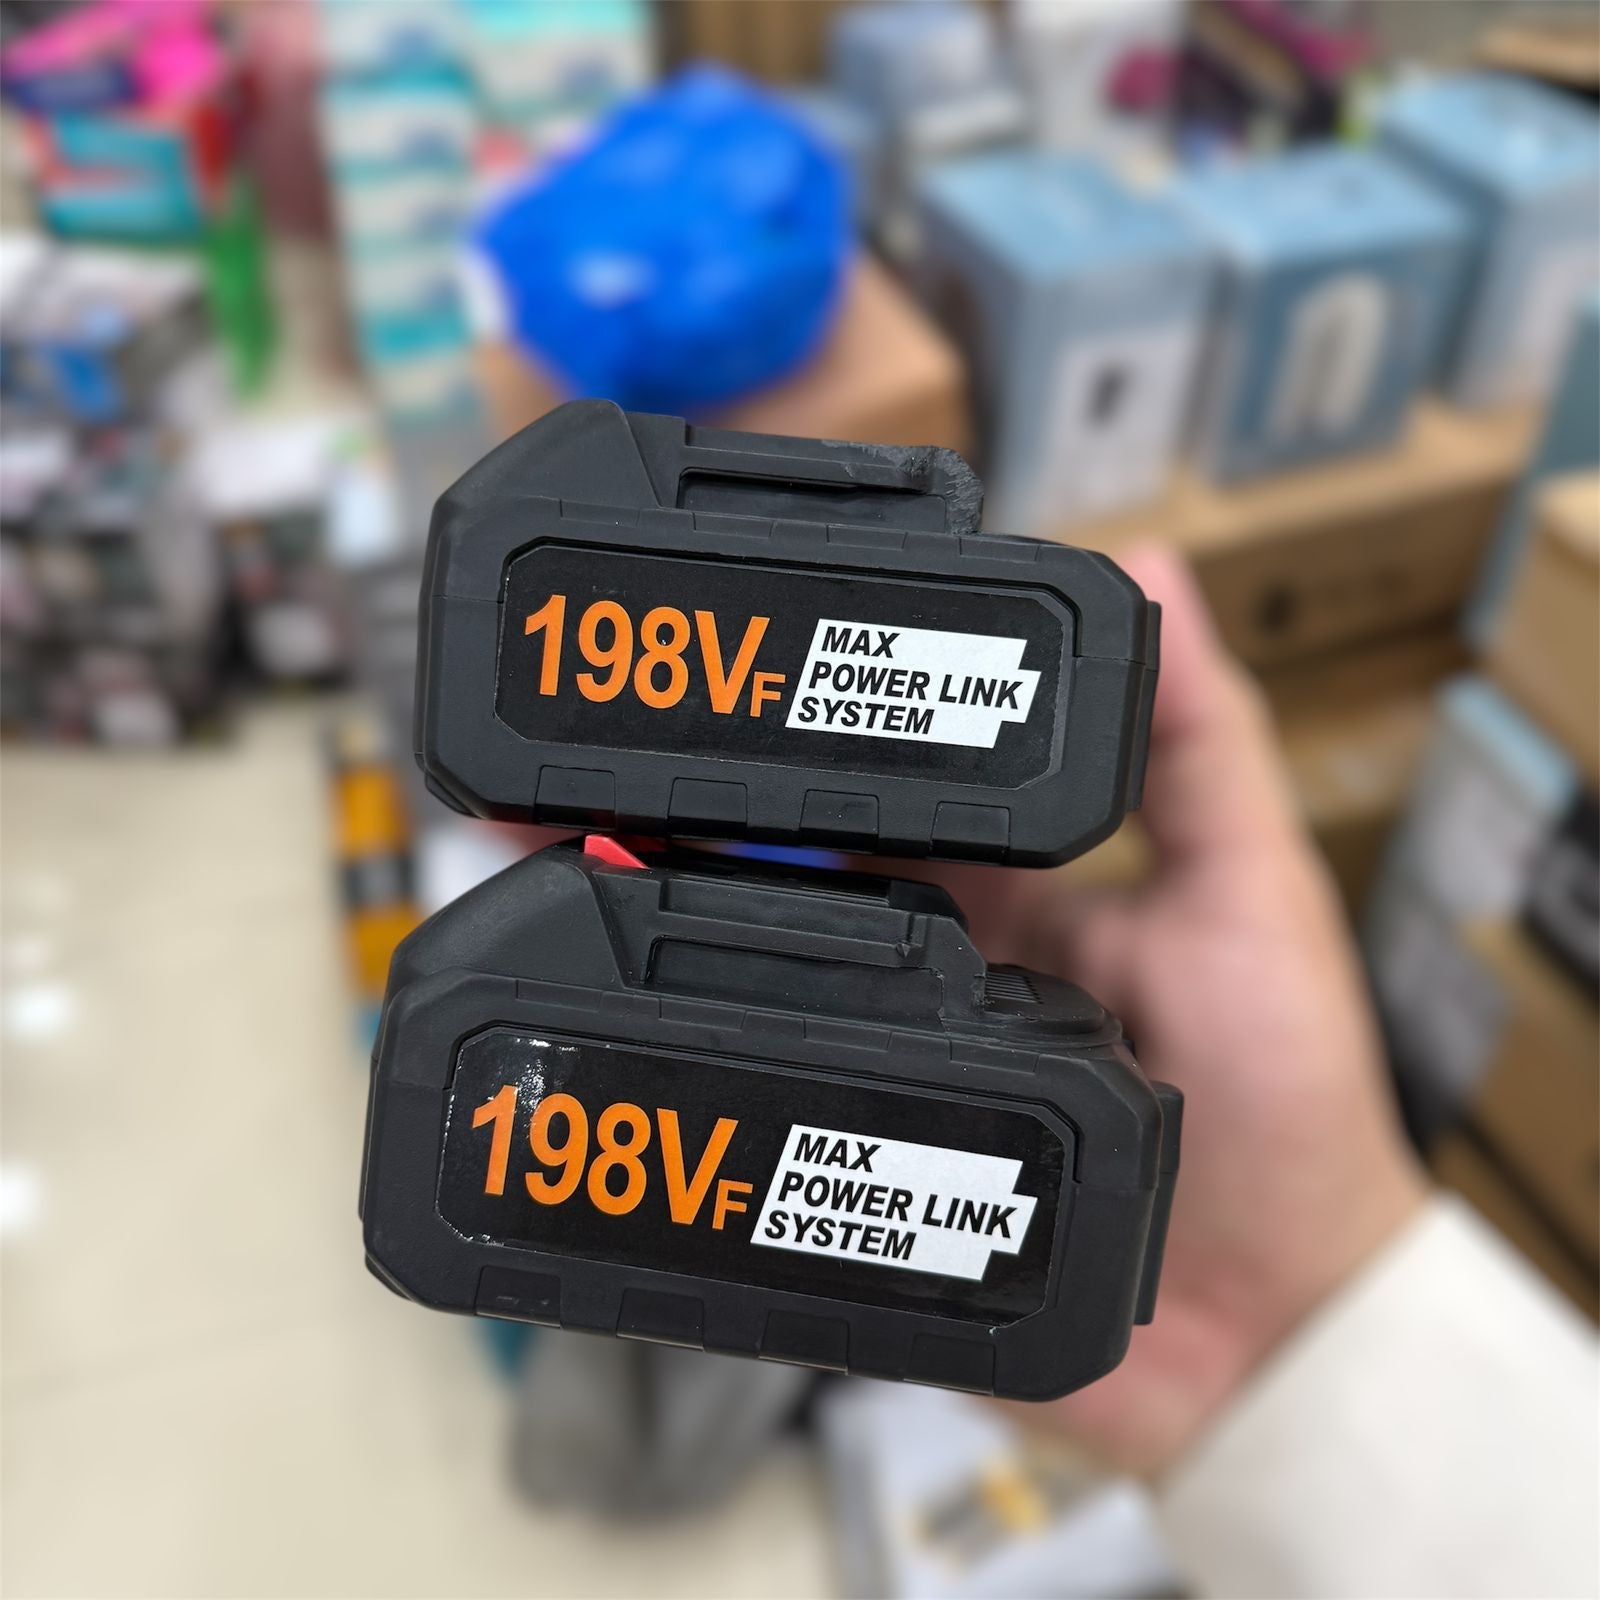 198VF
MAX
POWER LINK
SYSTEM
198VF
MAX
POWER LINK
SYSTEM